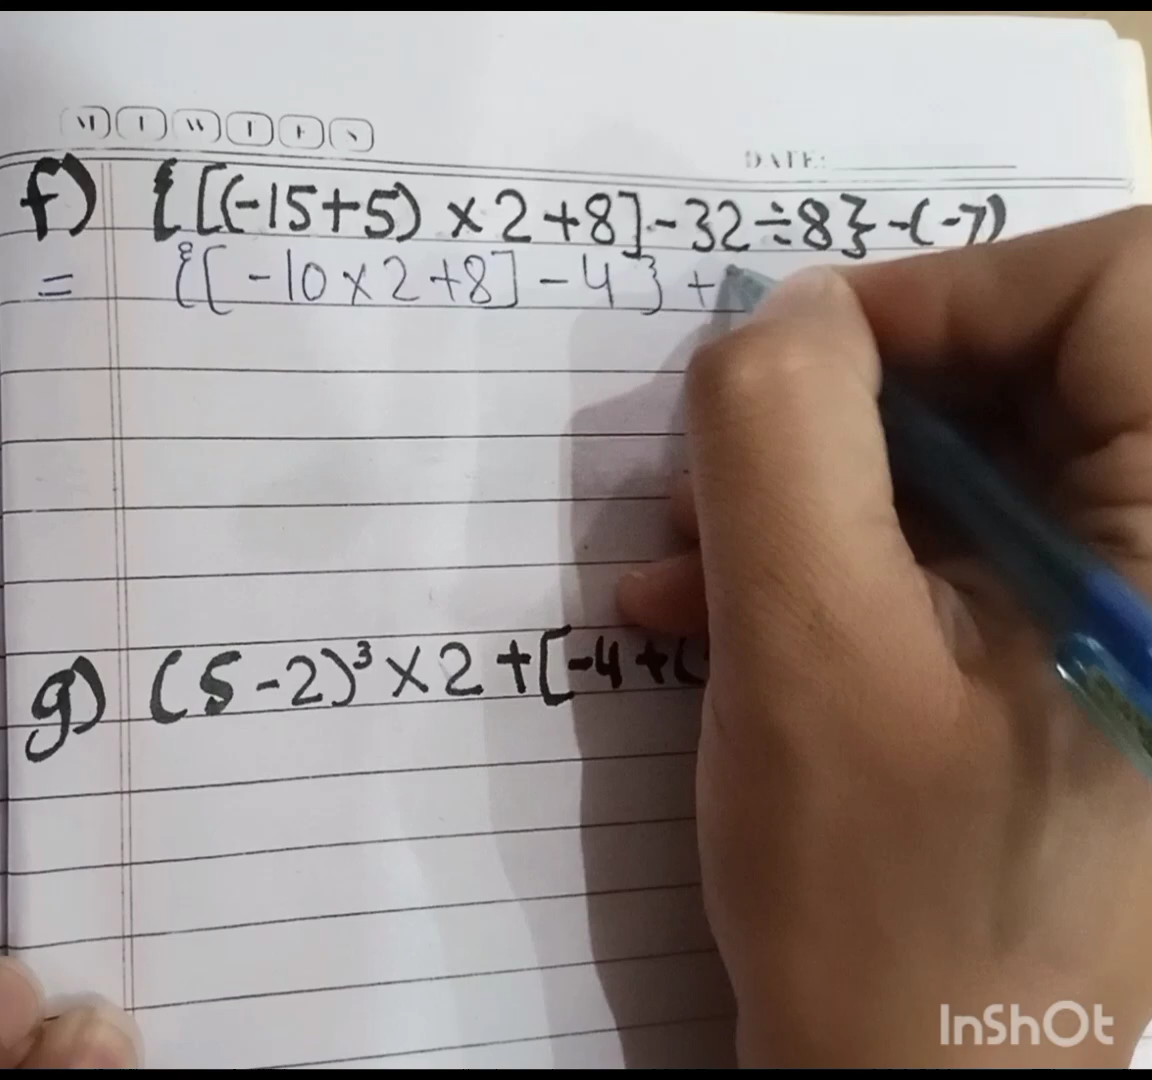 M T W T F S
DATE:
f) {[(-15+5) ×2+8]-32÷8}-(-7)
= {[-10×2+8]-4}+
g) (5-2)³×2+[-4+(
InShOt